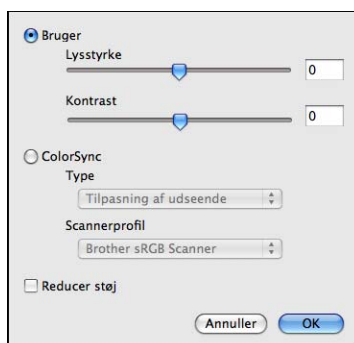 Bruger
Lysstyrke
0
Kontrast
0
ColorSync
Type
Tilpasning af udseende
Scannerprofil
Brother sRGB Scanner
Reducer støj
Annuller OK